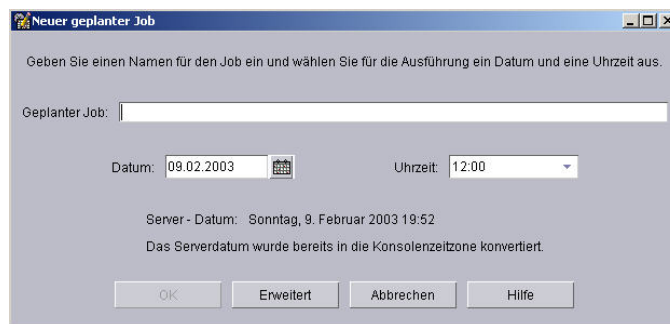 Neuer geplanter Job
Geben Sie einen Namen für den Job ein und wählen Sie für die Ausführung ein Datum und eine Uhrzeit aus.
Geplanter Job:
Datum: 09.02.2003 Uhrzeit: 12:00
Server - Datum: Sonntag, 9. Februar 2003 19:52
Das Serverdatum wurde bereits in die Konsolenzeitzone konvertiert.
OK Erweitert Abbrechen Hilfe